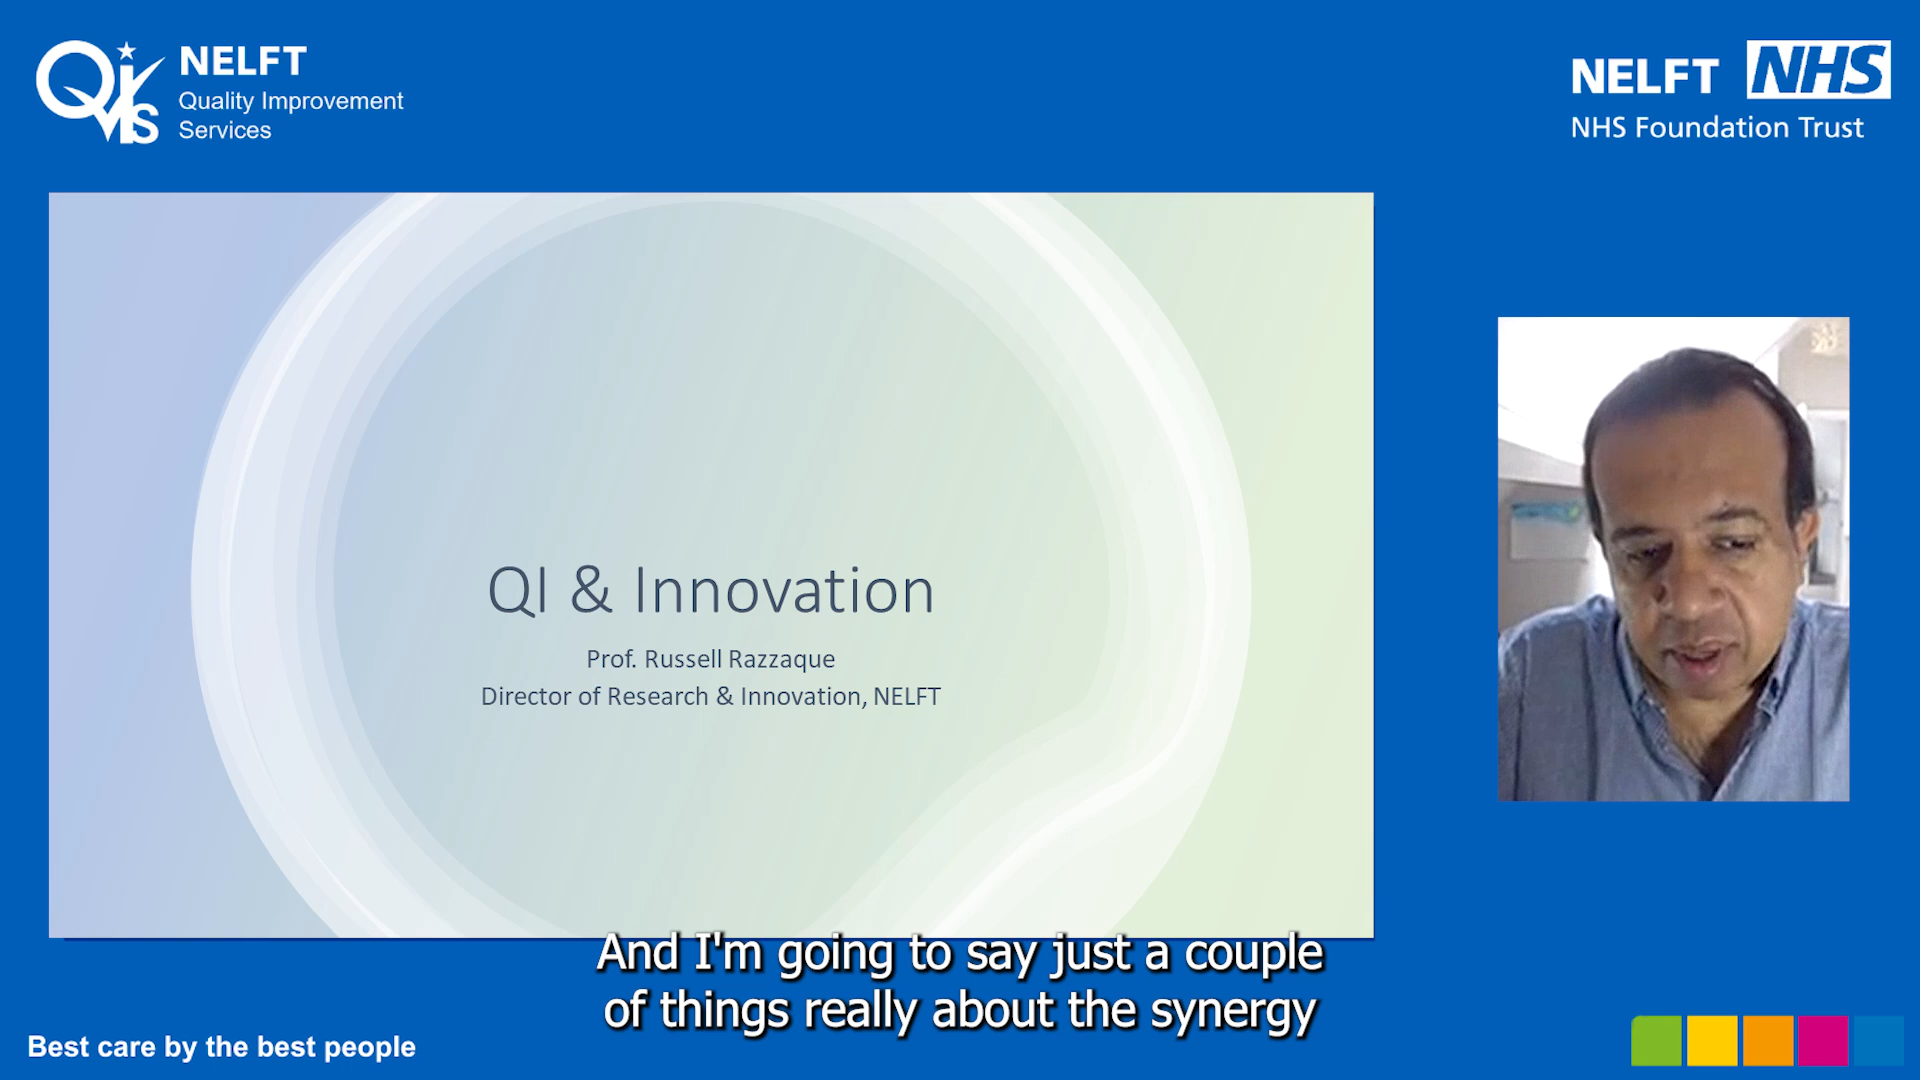 QIS
NELFT
Quality Improvement
Services
NELFT NHS
NHS Foundation Trust
QI & Innovation
Prof. Russell Razzaque
Director of Research & Innovation, NELFT
And I'm going to say just a couple
of things really about the synergy
Best care by the best people